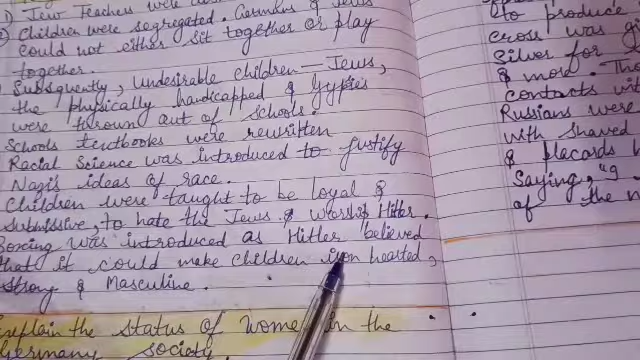 1) Jew Teachers were
2) Children were segregated. Germans & Jews
could not either sit together or play
together.
Subsequently, Undesirable children — Jews,
the physically handicapped & Gypsies
were thrown out of schools.
Schools textbooks were rewritten
Racial Science was introduced to justify
Nazi's ideas of race.
Children were taught to be loyal &
submissive, to hate the Jews & worship Hitler.
Boxing was introduced as Hitler believed
that it could make children iron hearted,
strong & Masculine.
Explain the status of women in the
Germany society.
to produce
cross was
Silver for
& more.
contacts
Russians were
with shaved
& placards
Saying, "
of the